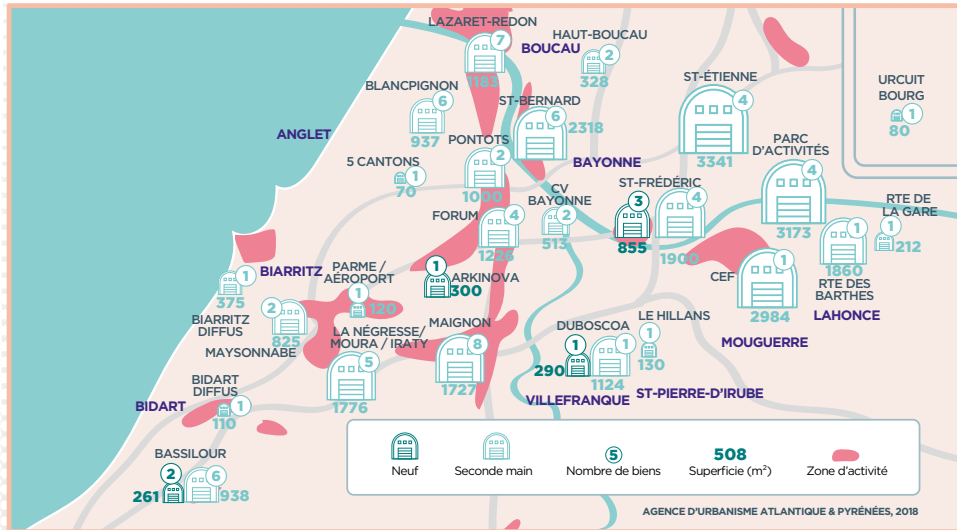 LAZARET-REDON
7
1183
BOUCAU
HAUT-BOUCAU
2
328
BLANCPIGNON
6
937
ST-BERNARD
6
2318
ST-ÉTIENNE
4
3341
URCUIT
BOURG
1
80
ANGLET
PONTOTS
2
1000
BAYONNE
PARC
D'ACTIVITÉS
4
3173
5 CANTONS
1
70
CV
BAYONNE
2
513
ST-FRÉDÉRIC
3
855
4
1900
RTE DE
LA GARE
1
212
FORUM
4
1226
1
1860
RTE DES
BARTHES
BIARRITZ
1
375
BIARRITZ
DIFFUS
PARME /
AÉROPORT
1
120
1
ARKINOVA
300
CEF
1
2984
LAHONCE
2
825
MAYSONNABE
LA NÉGRESSE/
MOURA / IRATY
5
1776
MAIGNON
8
1727
DUBOSCOA
1
290
1
1124
LE HILLANS
1
130
MOUGUERRE
BIDART
DIFFUS
BIDART
1
110
VILLEFRANQUE
ST-PIERRE-D'IRUBE
BASSILOUR
2
261
6
938
Neuf
Seconde main
5
Nombre de biens
508
Superficie (m²)
Zone d'activité
AGENCE D'URBANISME ATLANTIQUE & PYRÉNÉES, 2018